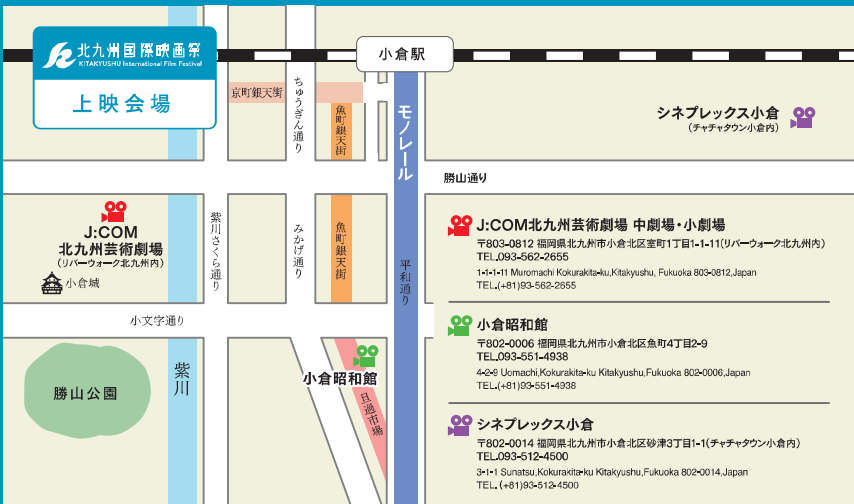 北九州国際映画祭
KITAKYUSHU International Film Festival
上映会場
小倉駅
京町銀天街
ちゅうぎん通り
魚町銀天街
モノレール
シネプレックス小倉
(チャチャタウン小倉内)
勝山通り
J:COM
北九州芸術劇場
(リバーウォーク北九州内)
小倉城
紫川さくら通り
みかげ通り
魚町銀天街
平和通り
小文字通り
勝山公園
紫川
小倉昭和館
旦過市場
J:COM北九州芸術劇場 中劇場・小劇場
〒803-0812 福岡県北九州市小倉北区室町1丁目1-1-11(リバーウォーク北九州内)
TEL.093-562-2655
1-1-1-11 Muromachi Kokurakita-ku,Kitakyushu, Fukuoka 803-0812,Japan
TEL.(+81)93-562-2655
小倉昭和館
〒802-0006 福岡県北九州市小倉北区魚町4丁目2-9
TEL.093-551-4938
4-2-9 Uomachi,Kokurakita-ku Kitakyushu,Fukuoka 802-0006,Japan
TEL.(+81)93-551-4938
シネプレックス小倉
〒802-0014 福岡県北九州市小倉北区砂津3丁目1-1(チャチャタウン小倉内)
TEL.093-512-4500
3-1-1 Sunatsu,Kokurakita-ku Kitakyushu,Fukuoka 802-0014,Japan
TEL. (+81)93-512-4500